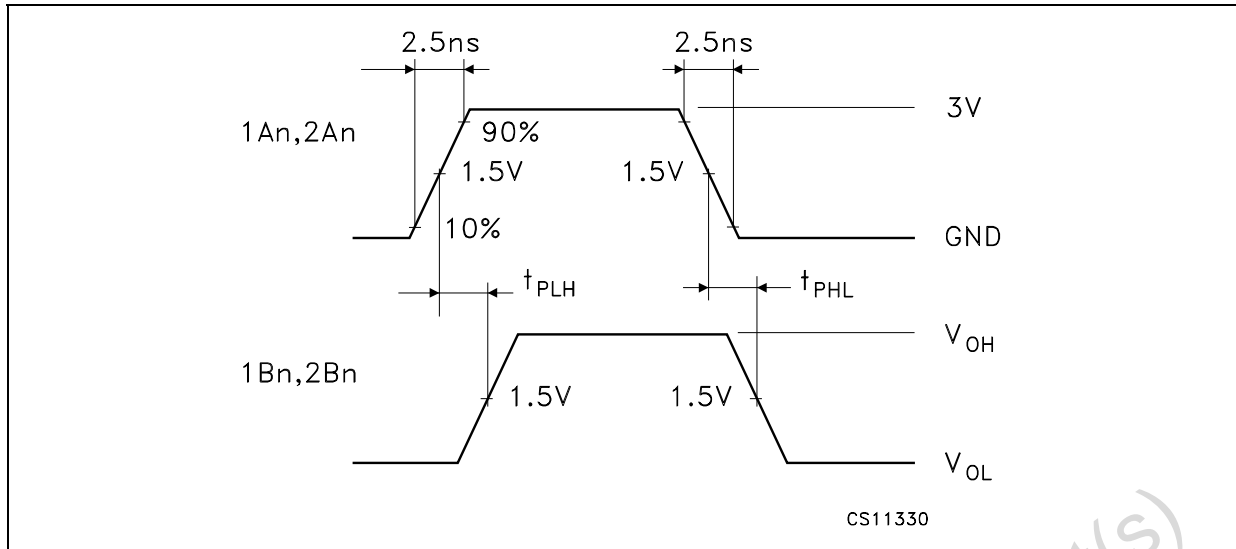 2.5ns 2.5ns
3V
1An,2An 90%
1.5V 1.5V
10% GND
tPLH tPHL
VOH
1Bn,2Bn 1.5V 1.5V
VOL
CS11330